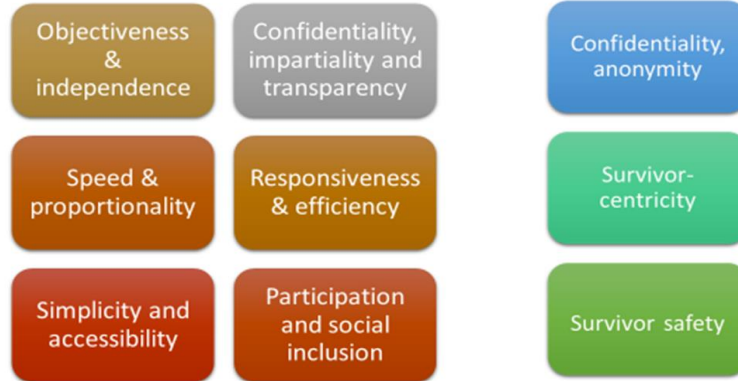 Objectiveness
&
independence
Confidentiality,
impartiality and
transparency
Confidentiality,
anonymity
Speed &
proportionality
Responsiveness
& efficiency
Survivor-
centricity
Simplicity and
accessibility
Participation
and social
inclusion
Survivor safety